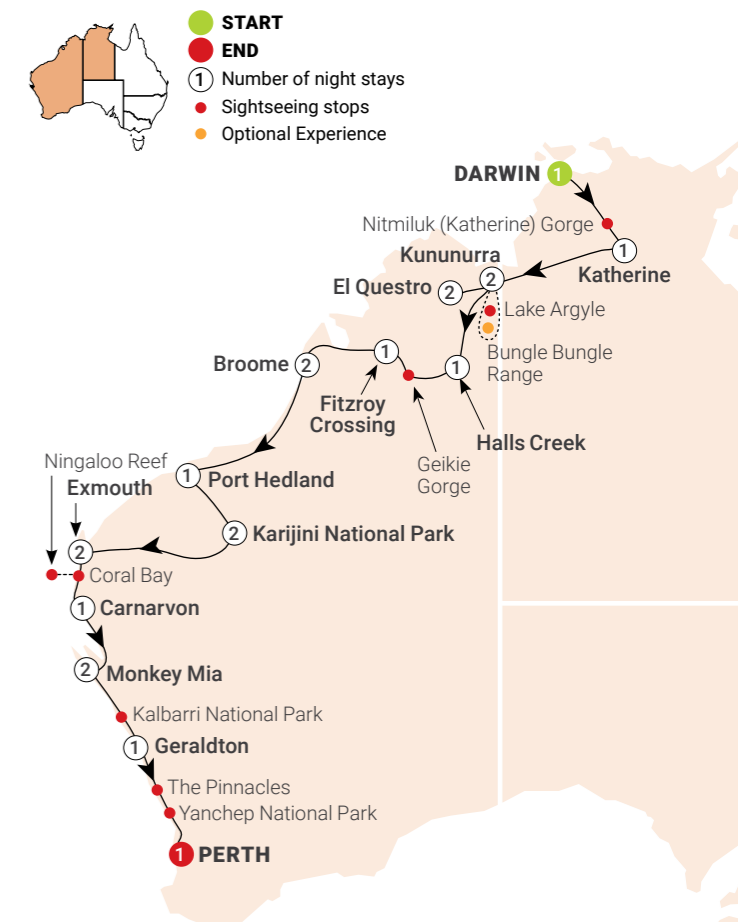 START
END
1 Number of night stays
Sightseeing stops
Optional Experience
DARWIN 1
Nitmiluk (Katherine) Gorge
1
Katherine
Kununurra
2
El Questro 2
Lake Argyle
Bungle Bungle
Range
Broome 2
1
Fitzroy
Crossing
1
Halls Creek
Geikie
Gorge
Ningaloo Reef
Exmouth
1 Port Hedland
2 Karijini National Park
2
Coral Bay
1 Carnarvon
2 Monkey Mia
Kalbarri National Park
1 Geraldton
The Pinnacles
Yanchep National Park
1 PERTH